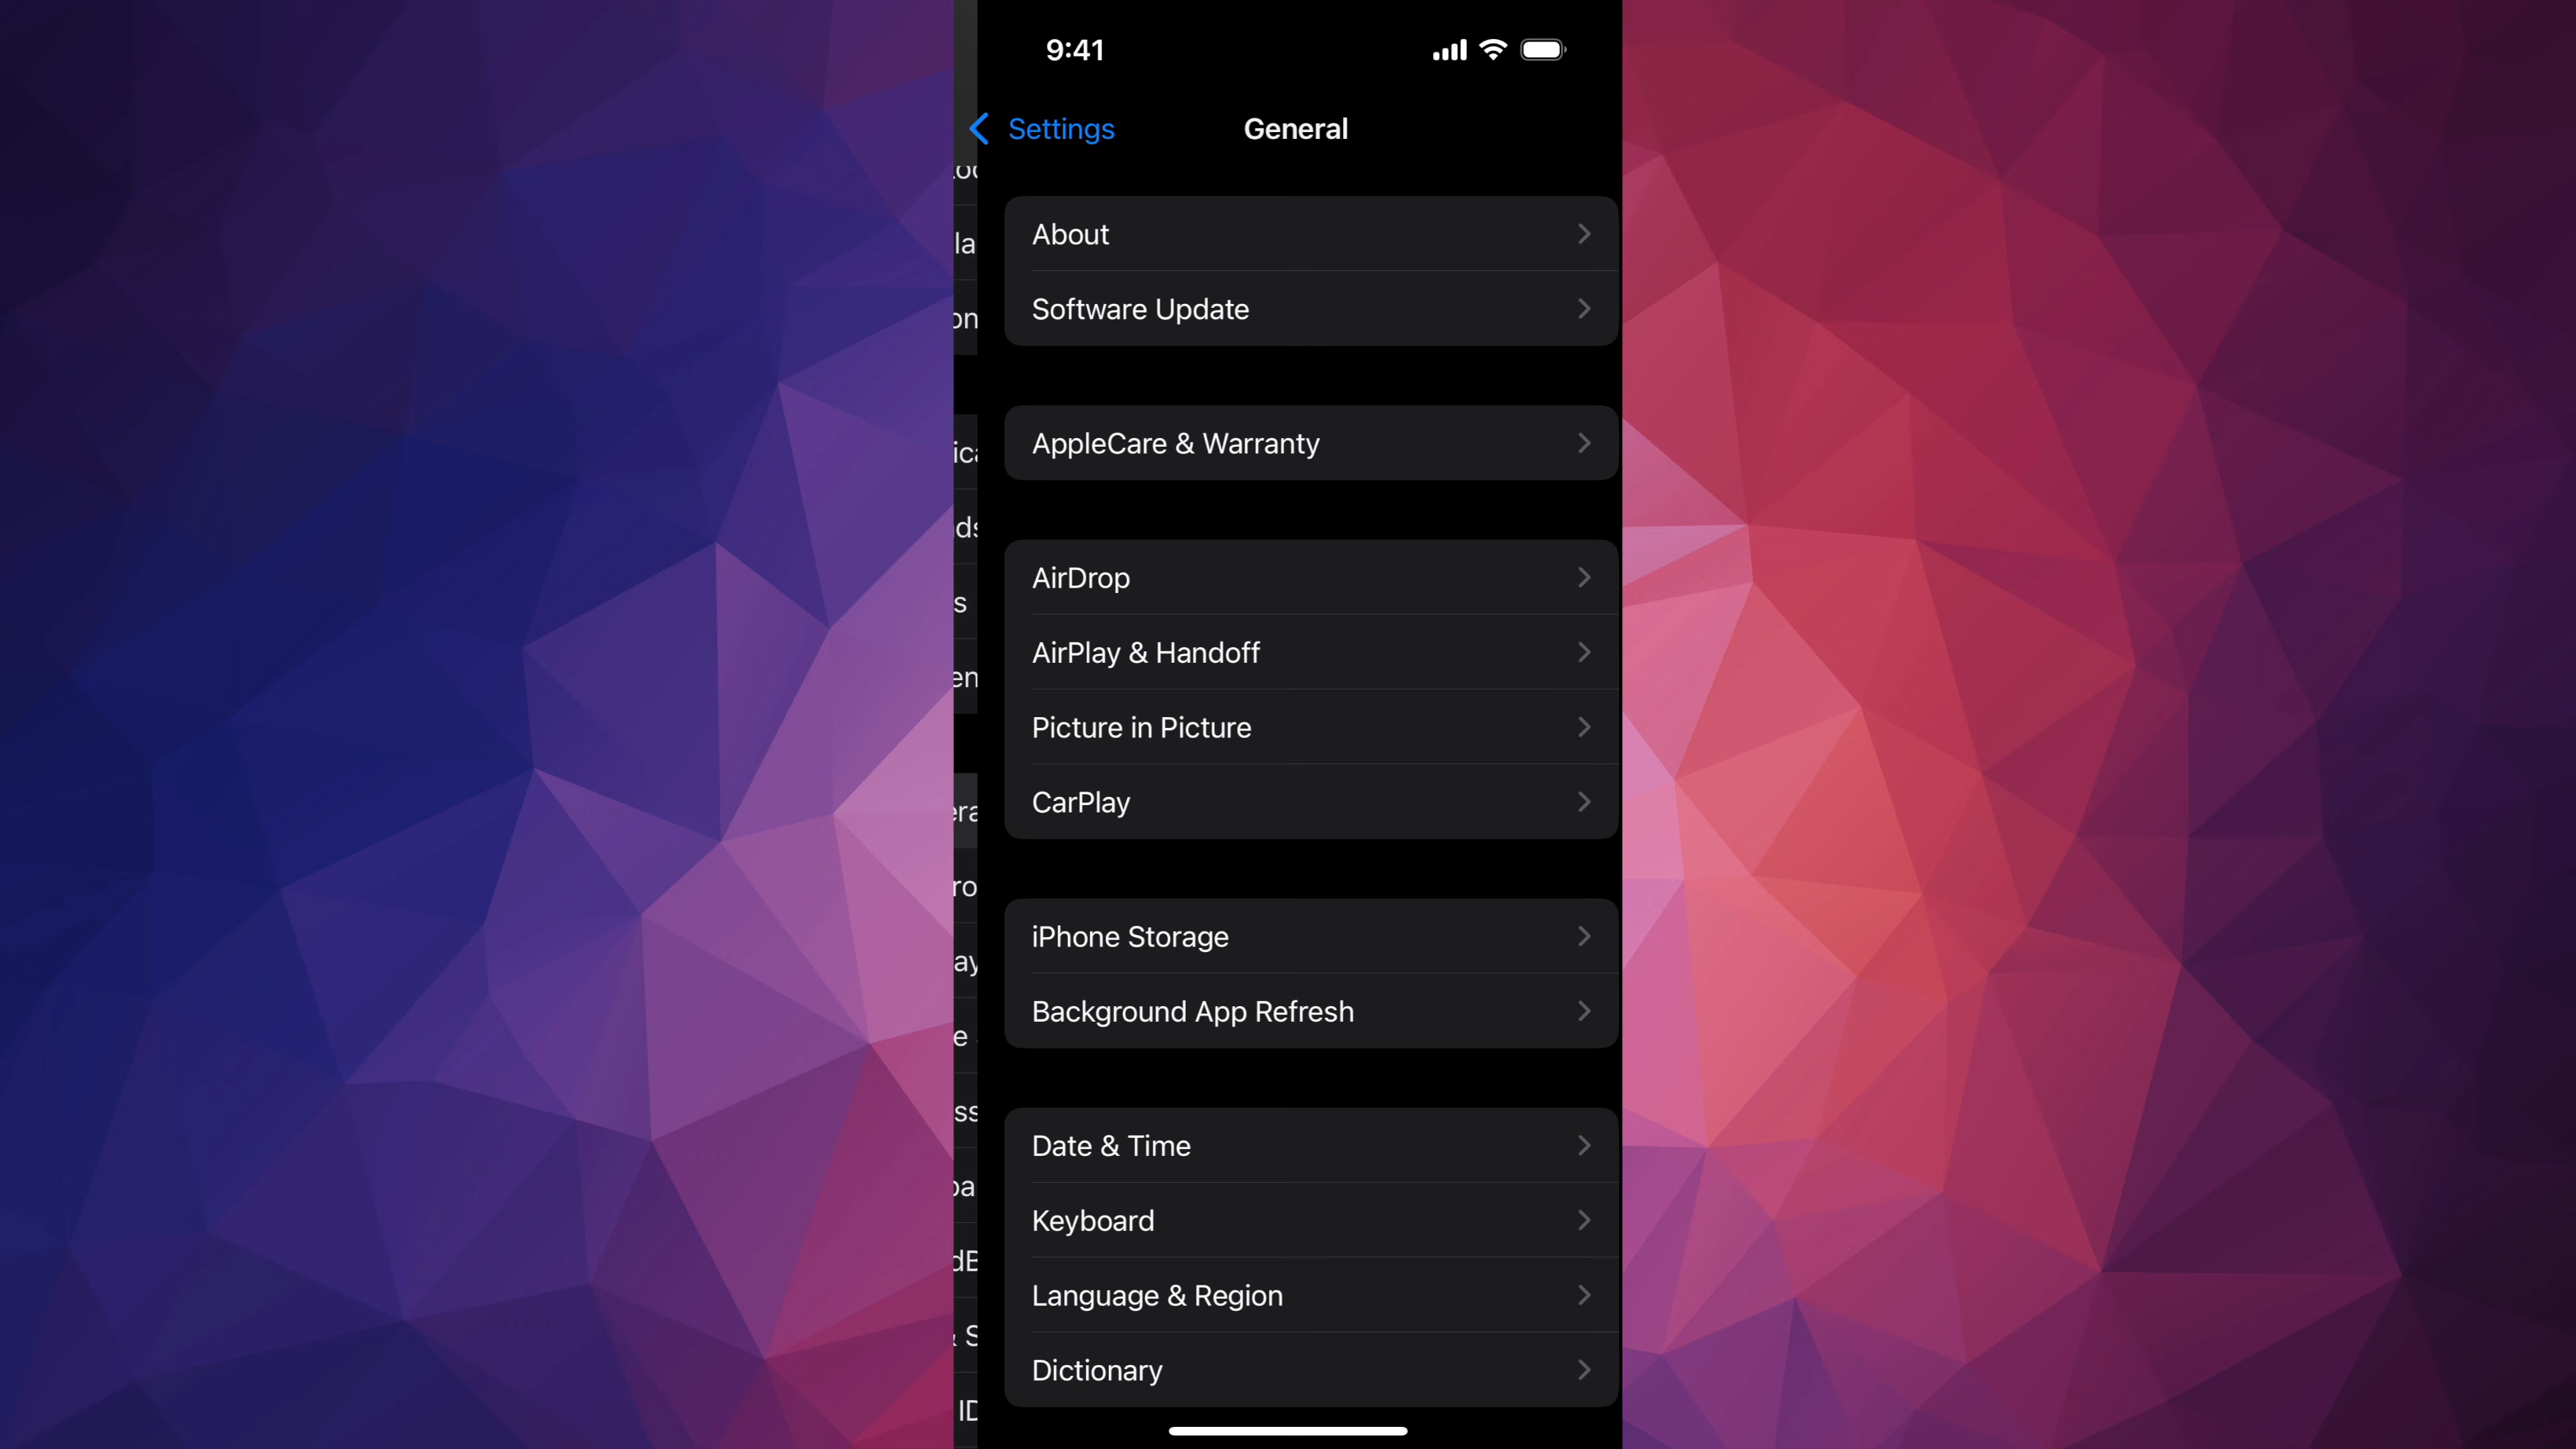 9:41
Settings
General
About
Software Update
AppleCare & Warranty
AirDrop
AirPlay & Handoff
Picture in Picture
CarPlay
iPhone Storage
Background App Refresh
Date & Time
Keyboard
Language & Region
Dictionary